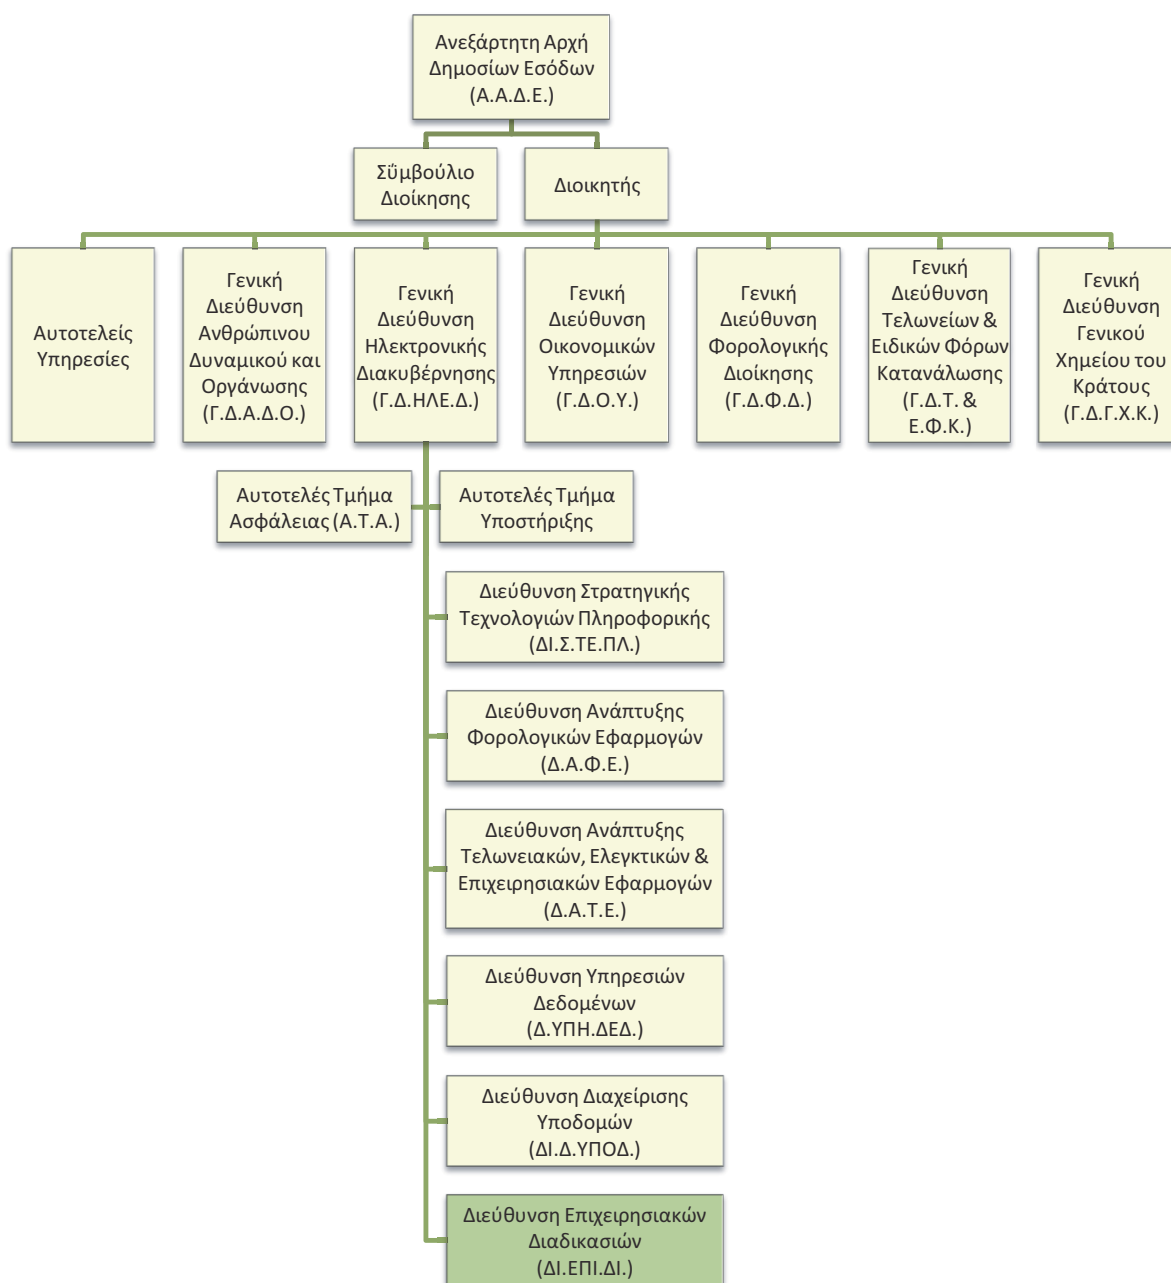 Ανεξάρτητη Αρχή
Δημοσίων Εσόδων
(Α.Α.Δ.Ε.)
Σΰμβούλιο
Διοίκησης
Διοικητής
Αυτοτελείς
Υπηρεσίες
Γενική
Διεύθυνση
Ανθρώπινου
Δυναμικού και
Οργάνωσης
(Γ.Δ.Α.Δ.Ο.)
Γενική
Διεύθυνση
Ηλεκτρονικής
Διακυβέρνησης
(Γ.Δ.ΗΛΕ.Δ.)
Γενική
Διεύθυνση
Οικονομικών
Υπηρεσιών
(Γ.Δ.Ο.Υ.)
Γενική
Διεύθυνση
Φορολογικής
Διοίκησης
(Γ.Δ.Φ.Δ.)
Γενική
Διεύθυνση
Τελωνείων &
Ειδικών Φόρων
Κατανάλωσης
(Γ.Δ.Τ. &
Ε.Φ.Κ.)
Γενική
Διεύθυνση
Γενικού
Χημείου του
Κράτους
(Γ.Δ.Γ.Χ.Κ.)
Αυτοτελές Τμήμα
Ασφάλειας (Α.Τ.Α.)
Αυτοτελές Τμήμα
Υποστήριξης
Διεύθυνση Στρατηγικής
Τεχνολογιών Πληροφορικής
(ΔΙ.Σ.ΤΕ.ΠΛ.)
Διεύθυνση Ανάπτυξης
Φορολογικών Εφαρμογών
(Δ.Α.Φ.Ε.)
Διεύθυνση Ανάπτυξης
Τελωνειακών, Ελεγκτικών &
Επιχειρησιακών Εφαρμογών
(Δ.Α.Τ.Ε.)
Διεύθυνση Υπηρεσιών
Δεδομένων
(Δ.ΥΠΗ.ΔΕΔ.)
Διεύθυνση Διαχείρισης
Υποδομών
(ΔΙ.Δ.ΥΠΟΔ.)
Διεύθυνση Επιχειρησιακών
Διαδικασιών
(ΔΙ.ΕΠΙ.ΔΙ.)